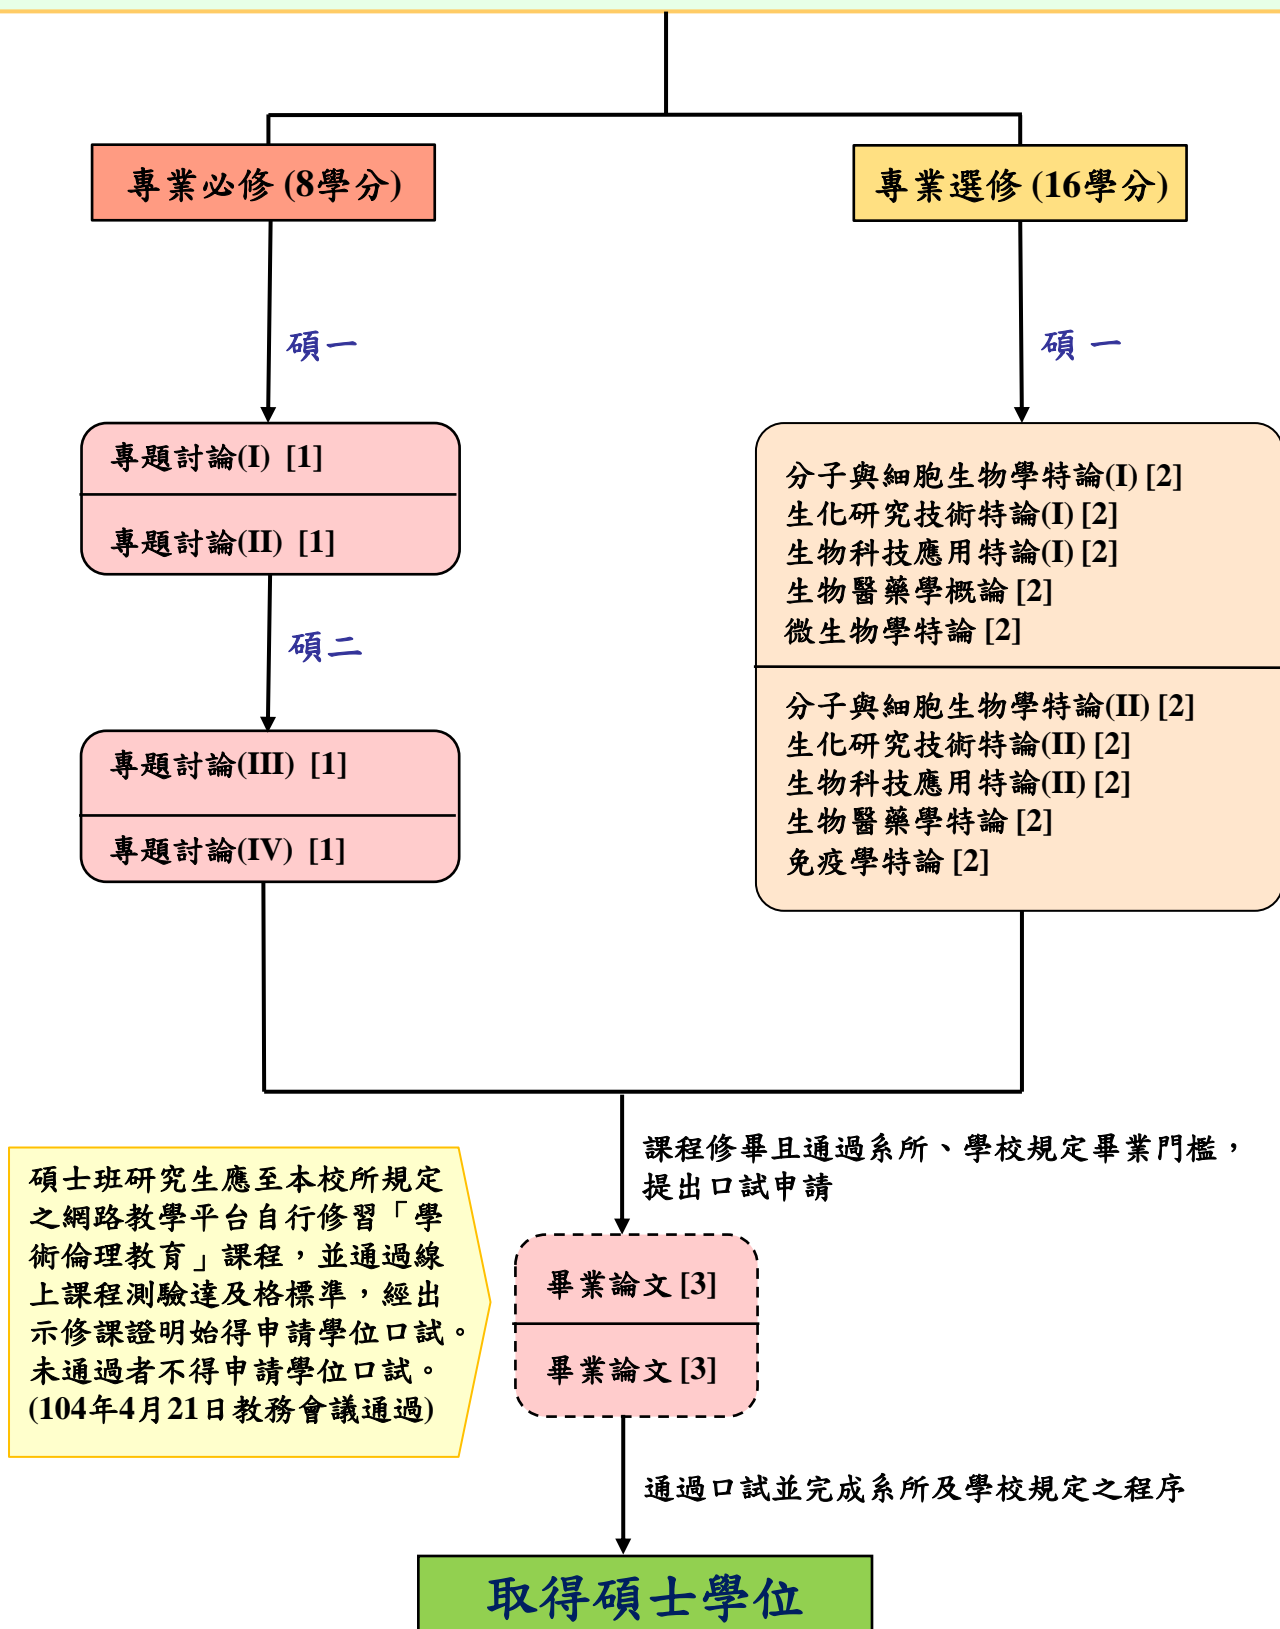 專業必修 (8學分)
專業選修 (16學分)
碩一
碩 一
專題討論(I) [1]
專題討論(II) [1]
碩二
專題討論(III) [1]
專題討論(IV) [1]
分子與細胞生物學特論(I) [2]
生化研究技術特論(I) [2]
生物科技應用特論(I) [2]
生物醫藥學概論 [2]
微生物學特論 [2]
分子與細胞生物學特論(II) [2]
生化研究技術特論(II) [2]
生物科技應用特論(II) [2]
生物醫藥學特論 [2]
免疫學特論 [2]
課程修畢且通過系所、學校規定畢業門檻，
提出口試申請
碩士班研究生應至本校所規定
之網路教學平台自行修習「學
術倫理教育」課程，並通過線
上課程測驗達及格標準，經出
示修課證明始得申請學位口試。
未通過者不得申請學位口試。
(104年4月21日教務會議通過)
畢業論文 [3]
畢業論文 [3]
通過口試並完成系所及學校規定之程序
取得碩士學位